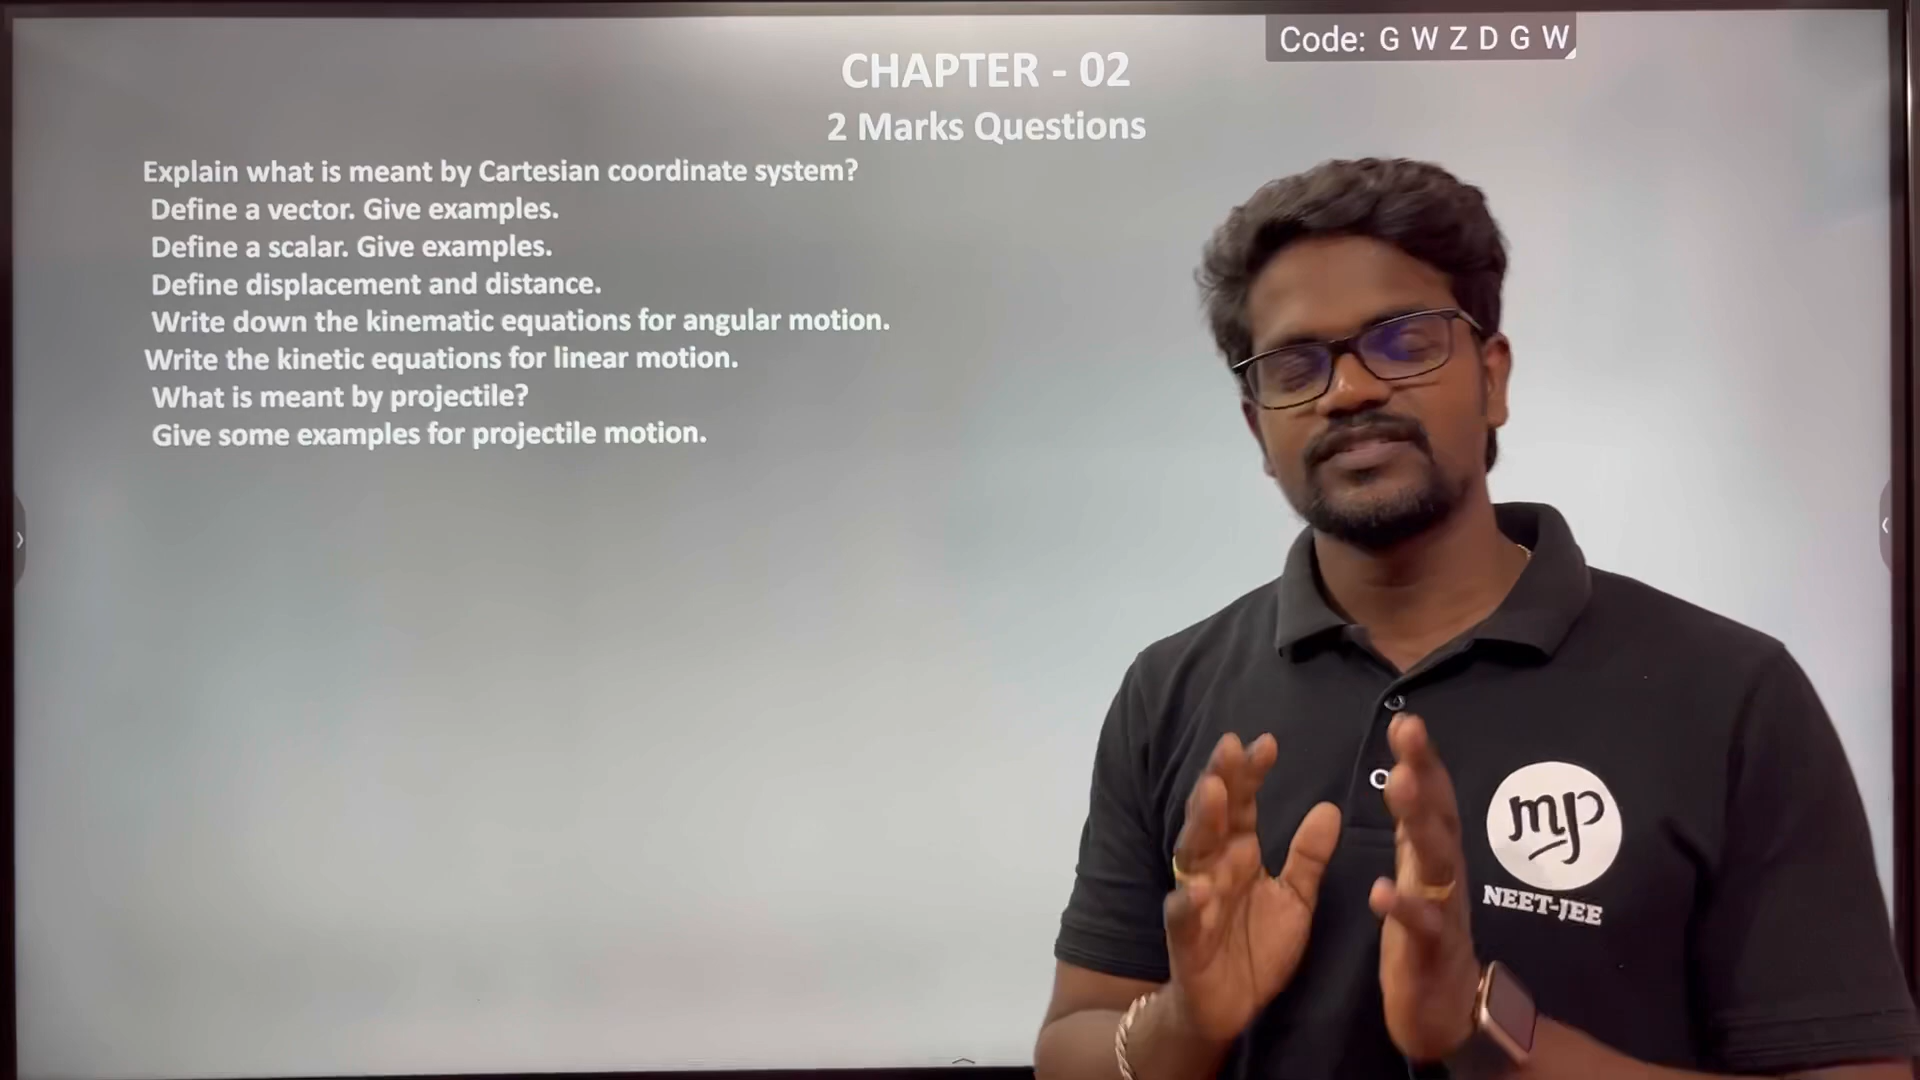 Code: G W Z D G W
CHAPTER - 02
2 Marks Questions
Explain what is meant by Cartesian coordinate system?
Define a vector. Give examples.
Define a scalar. Give examples.
Define displacement and distance.
Write down the kinematic equations for angular motion.
Write the kinetic equations for linear motion.
What is meant by projectile?
Give some examples for projectile motion.
mp
NEET-JEE